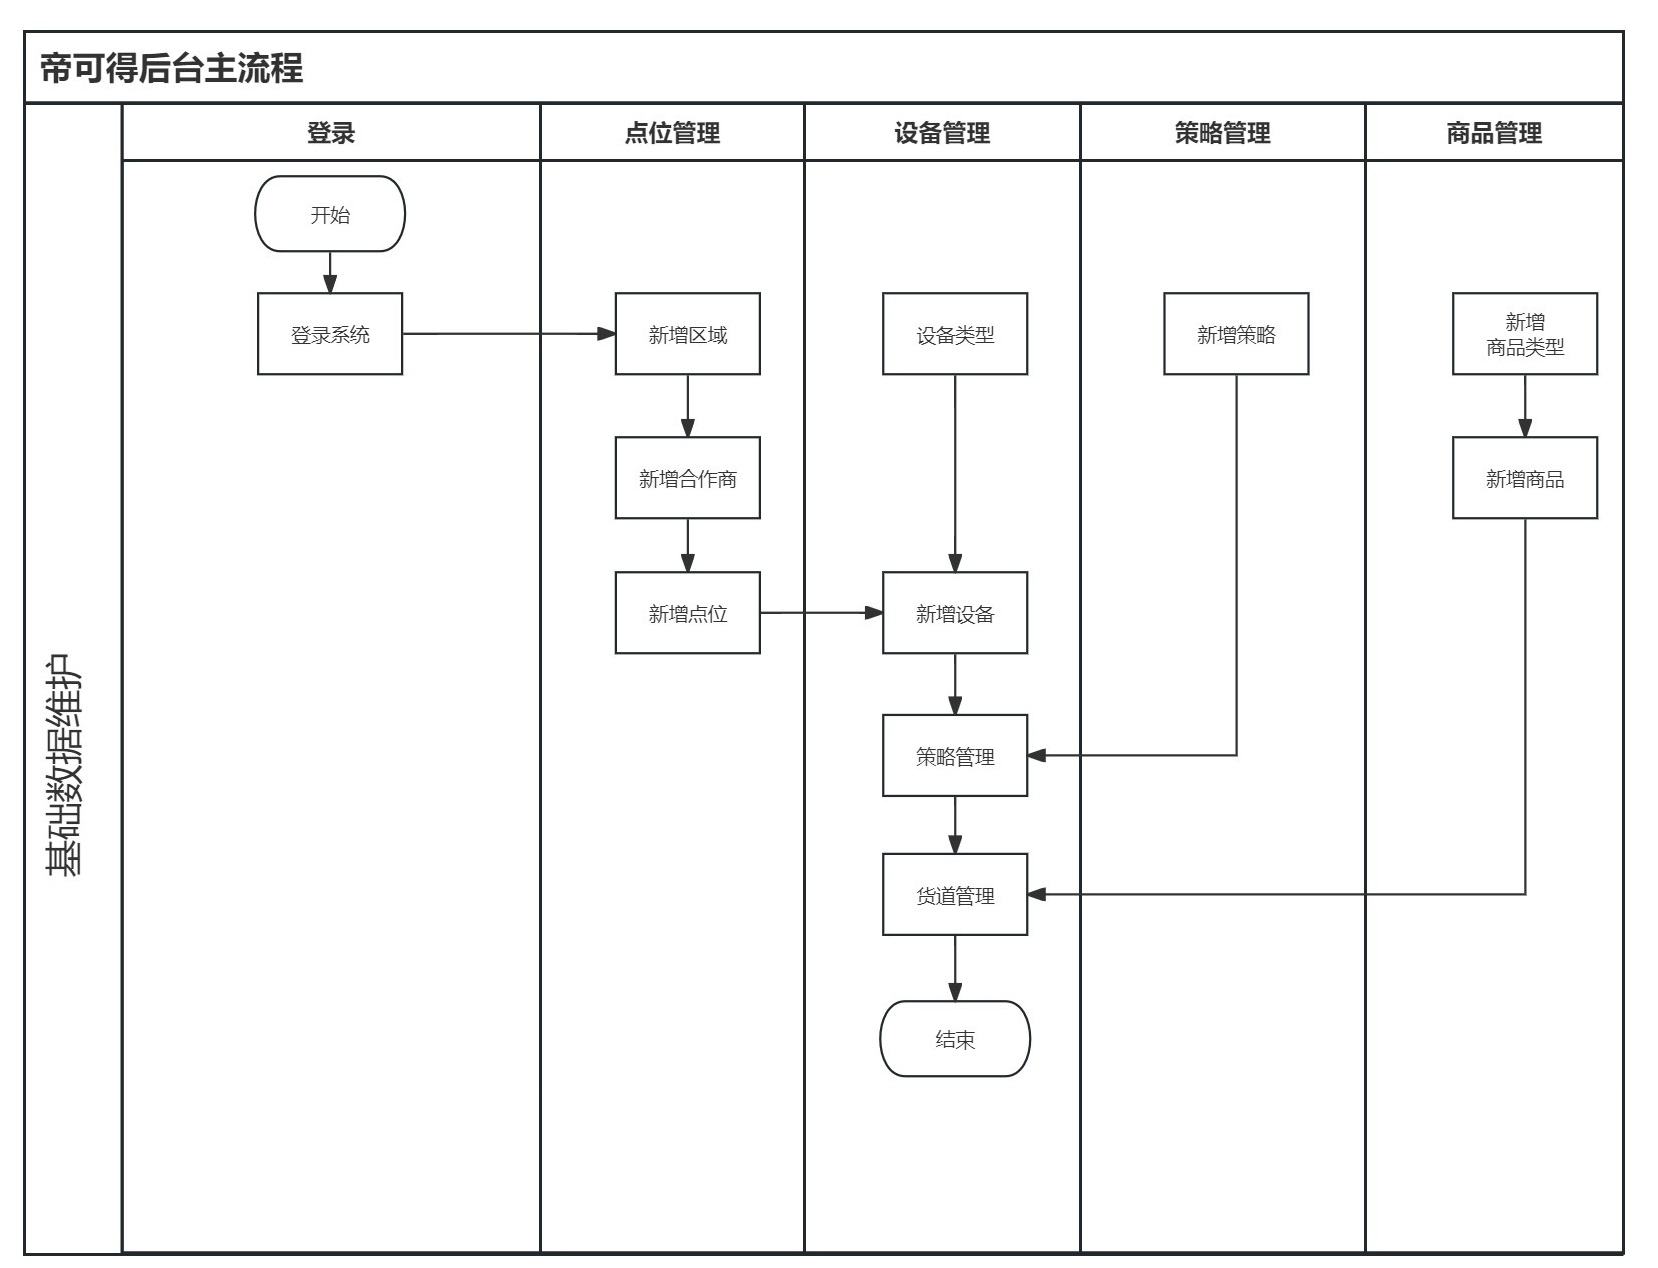 帝可得后台主流程
登录
点位管理
设备管理
策略管理
商品管理
基础数据维护
开始
登录系统
新增区域
设备类型
新增策略
新增
商品类型
新增合作商
新增商品
新增点位
新增设备
策略管理
货道管理
结束